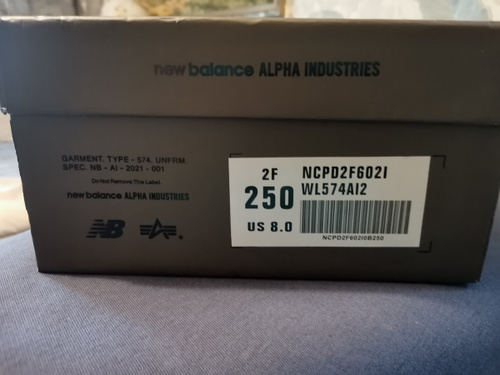 new balance ALPHA INDUSTRIES
GARMENT. TYPE - 574. UNFRM.
SPEC. NB - AI - 2021 - 001
Do Not Remove This Label
new balance ALPHA INDUSTRIES
NB
2F
250
US 8.0
NCPD2F602I
WL574AI2
NCPD2F602I0B250